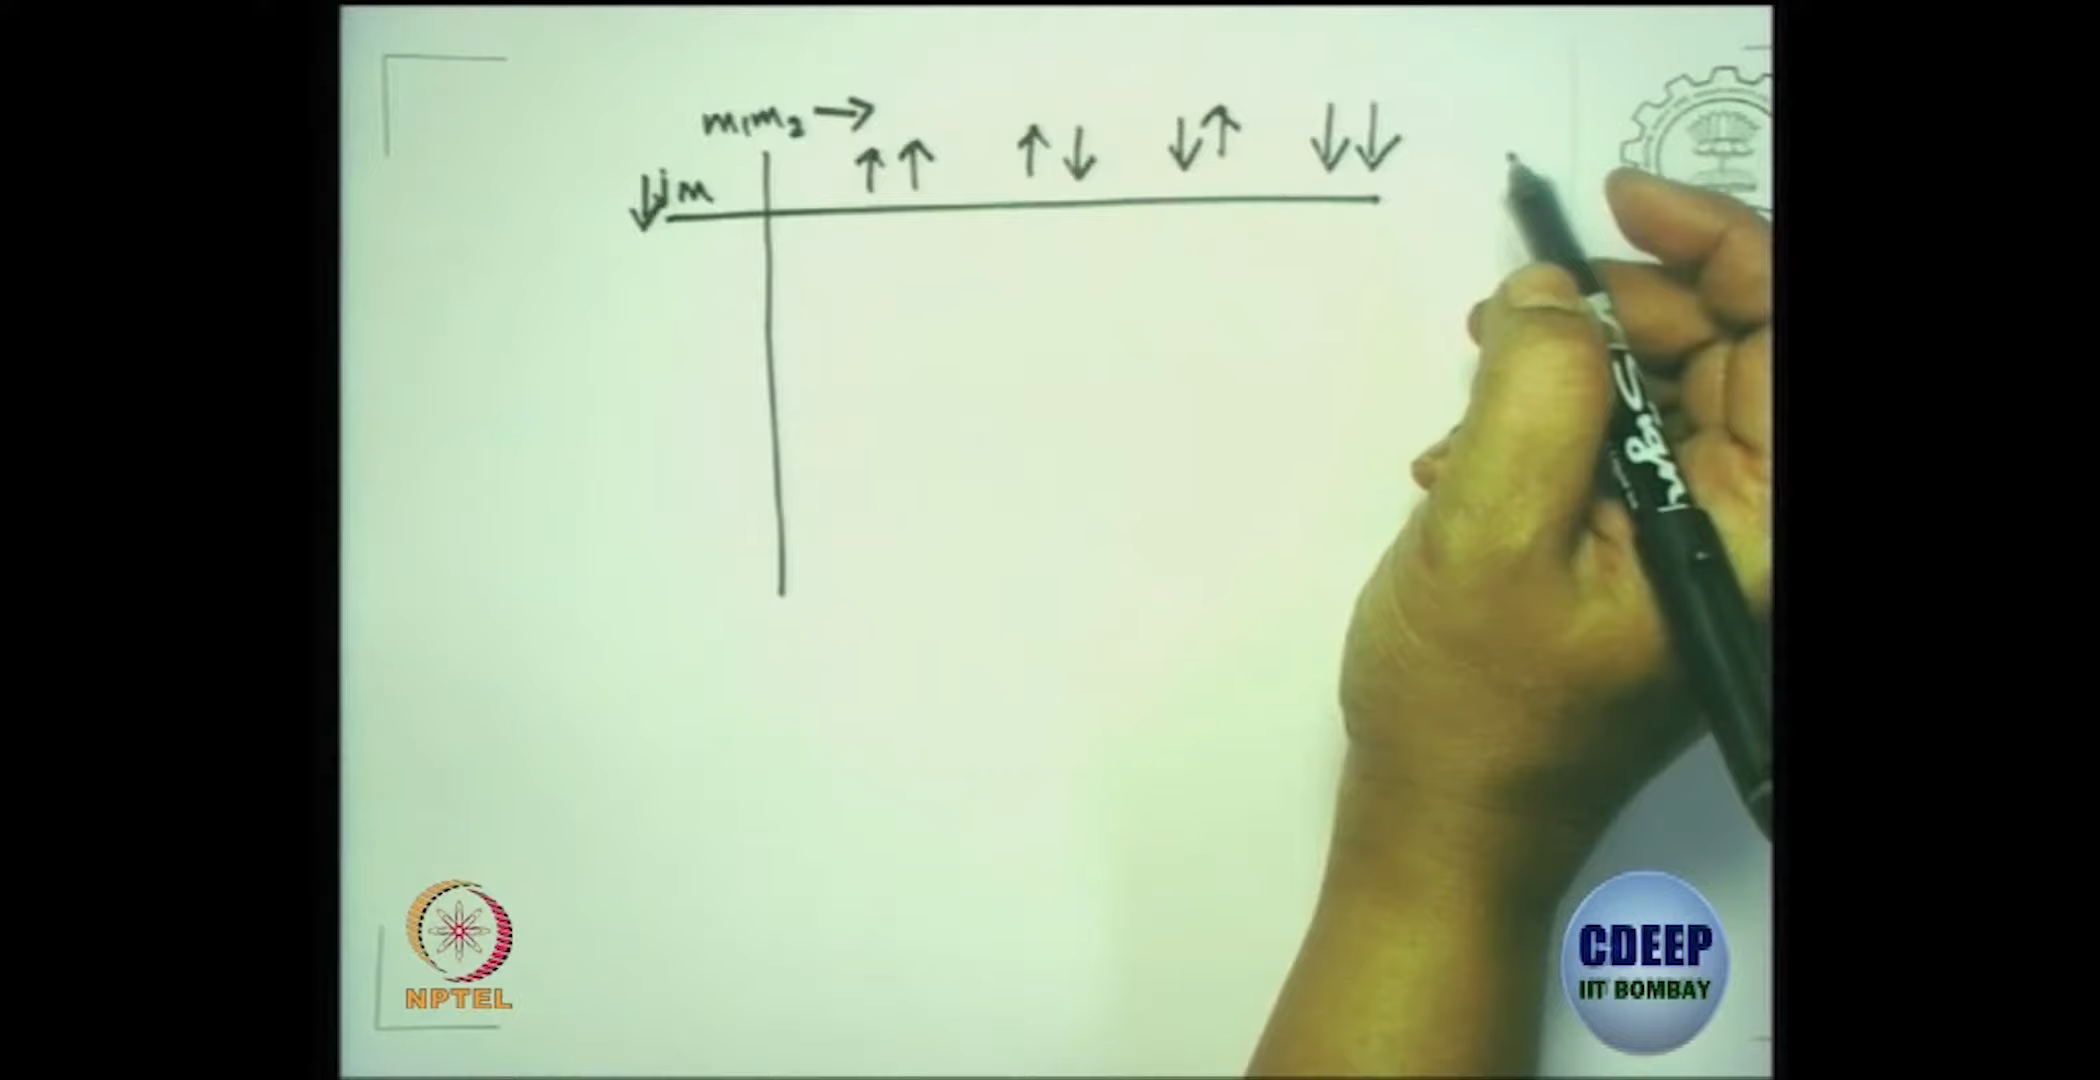 m₁m₂ →
↓jm ↑↑ ↑↓ ↓↑ ↓↓
NPTEL
CDEEP
IIT BOMBAY